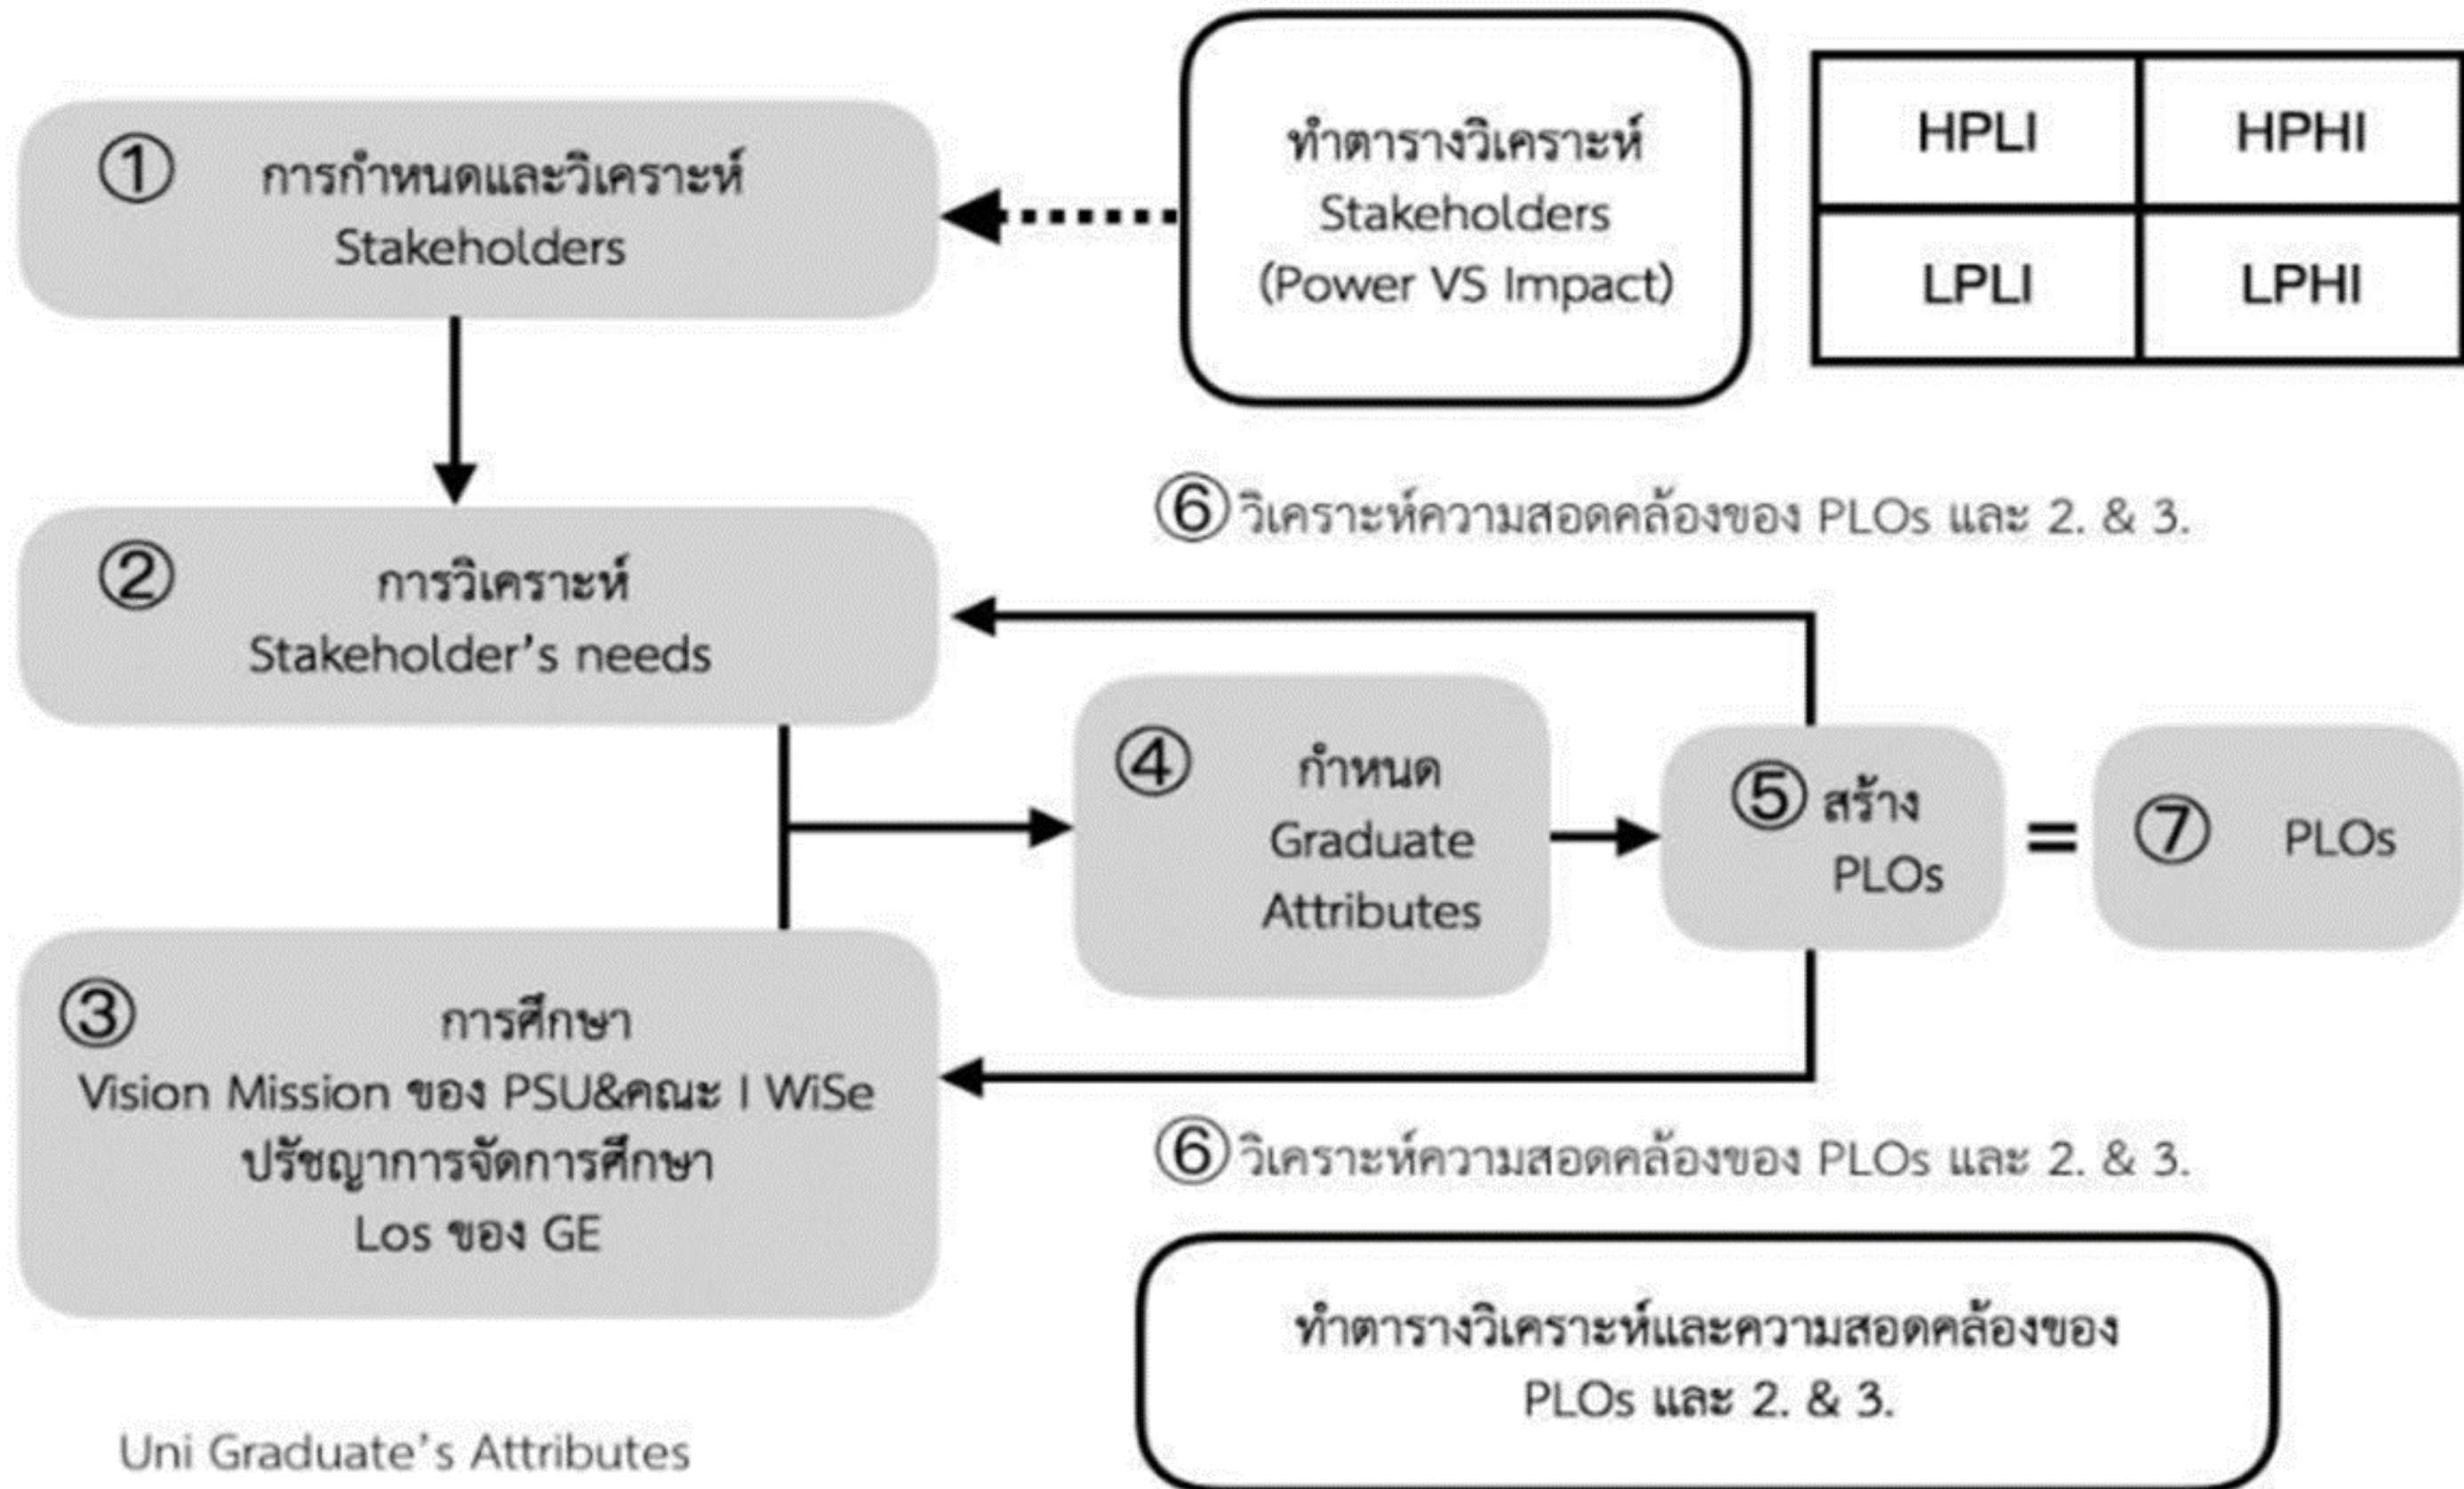 ① การกำหนดและวิเคราะห์
Stakeholders
ทำตารางวิเคราะห์
Stakeholders
(Power VS Impact)
HPLI HPHI
LPLI LPHI
⑥ วิเคราะห์ความสอดคล้องของ PLOs และ 2. & 3.
② การวิเคราะห์
Stakeholder's needs
④ กำหนด
Graduate
Attributes
⑤ สร้าง
PLOs
=
⑦ PLOs
③ การศึกษา
Vision Mission ของ PSU&คณะ I WiSe
ปรัชญาการจัดการศึกษา
Los ของ GE
⑥ วิเคราะห์ความสอดคล้องของ PLOs และ 2. & 3.
ทำตารางวิเคราะห์และความสอดคล้องของ
PLOs และ 2. & 3.
Uni Graduate's Attributes